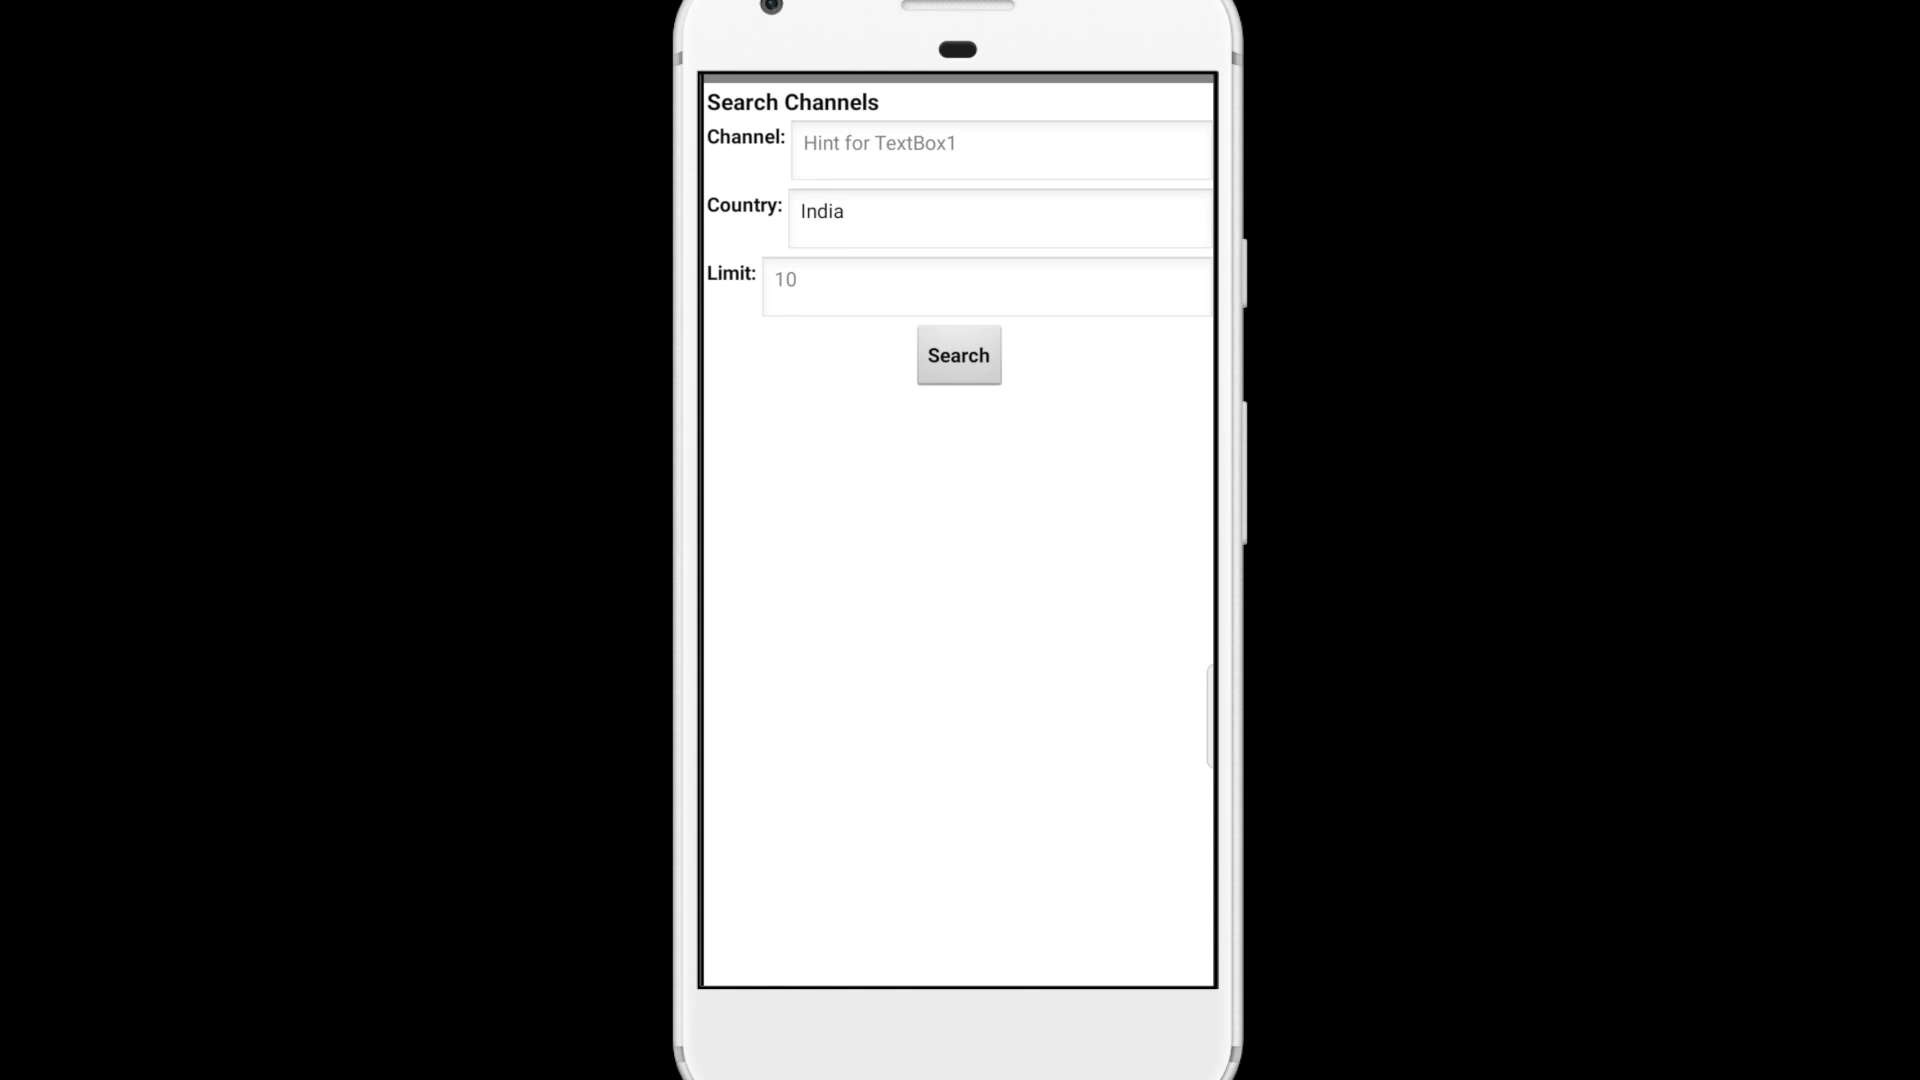 Search Channels
Channel: Hint for TextBox1
Country: India
Limit: 10
Search